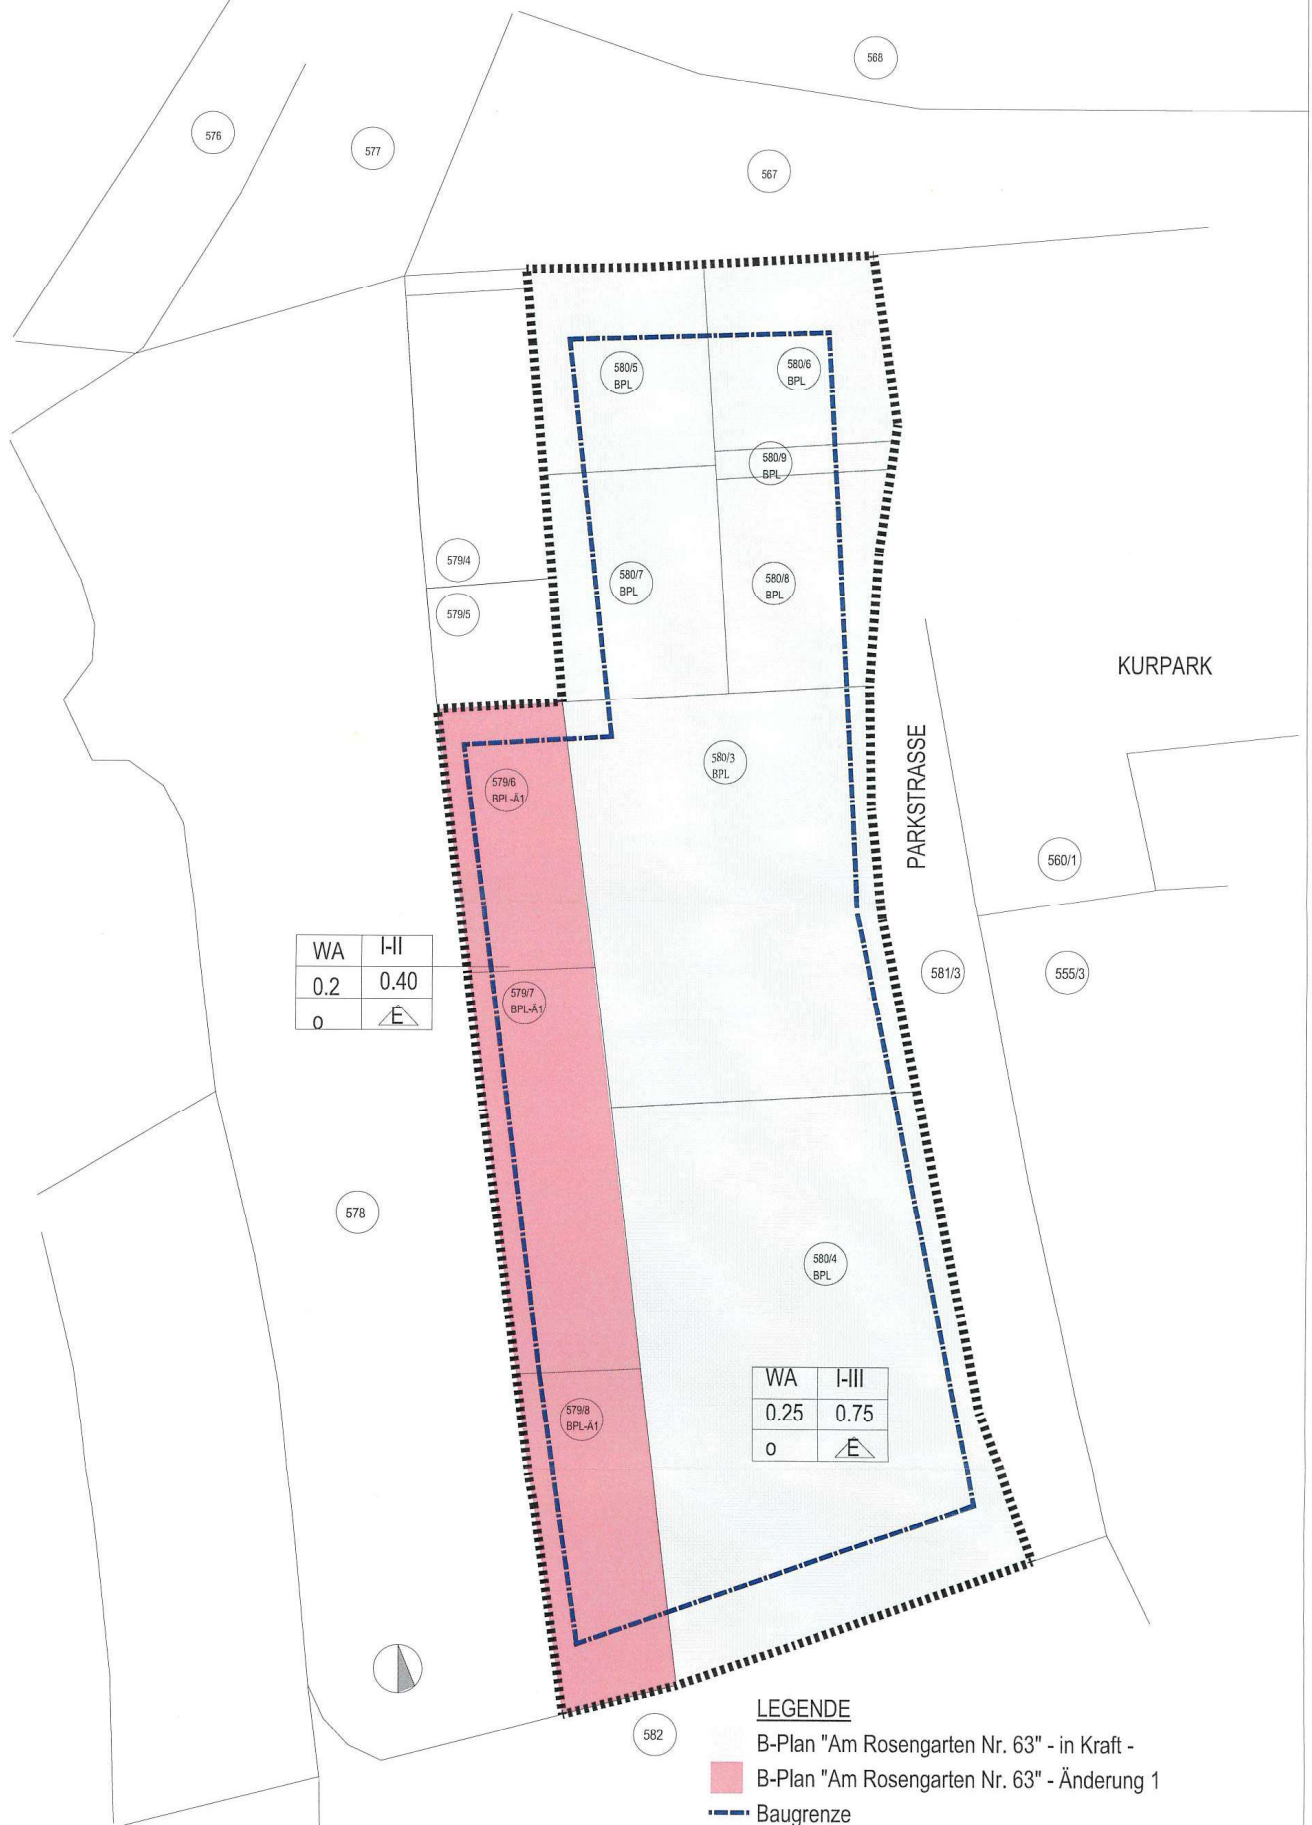 568
576
577
567
580/5
BPL
580/6
BPL
580/9
BPL
579/4
580/7
BPL
580/8
BPL
579/5
KURPARK
PARKSTRASSE
580/3
BPL
579/6
BPL-Ä1
560/1
WA I-II
0.2 0.40
o E
581/3
555/3
579/7
BPL-Ä1
578
580/4
BPL
WA I-III
0.25 0.75
o E
579/8
BPL-Ä1
582
LEGENDE
B-Plan "Am Rosengarten Nr. 63" - in Kraft -
B-Plan "Am Rosengarten Nr. 63" - Änderung 1
Baugrenze